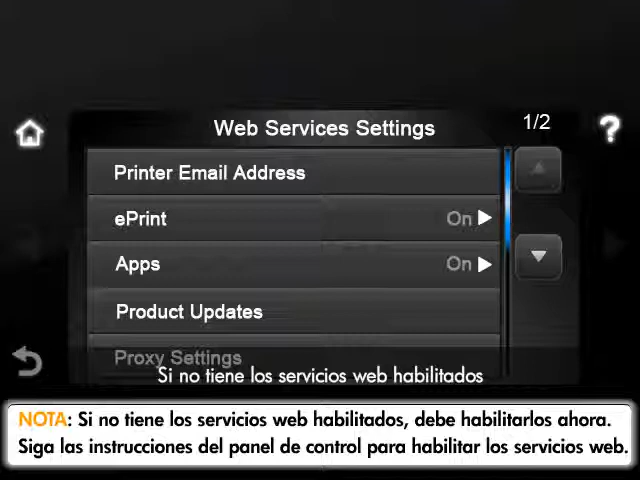 Web Services Settings
1/2
?
Printer Email Address
ePrint On
Apps On
Product Updates
Proxy Settings
Si no tiene los servicios web habilitados
NOTA: Si no tiene los servicios web habilitados, debe habilitarlos ahora.
Siga las instrucciones del panel de control para habilitar los servicios web.